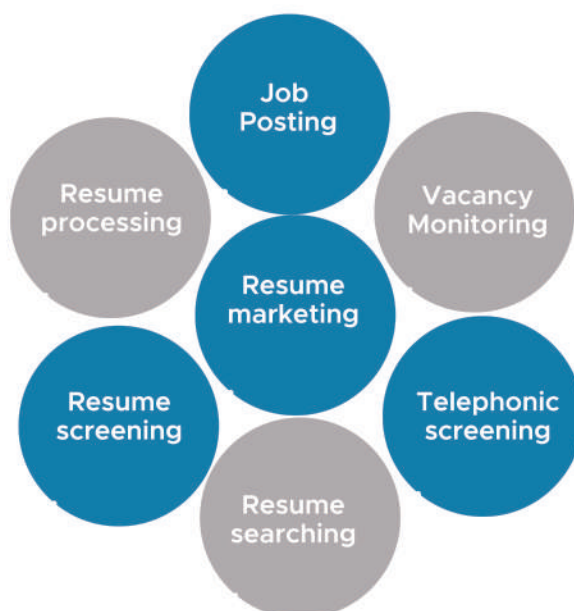 Job
Posting
Resume
processing
Vacancy
Monitoring
Resume
marketing
Resume
screening
Telephonic
screening
Resume
searching